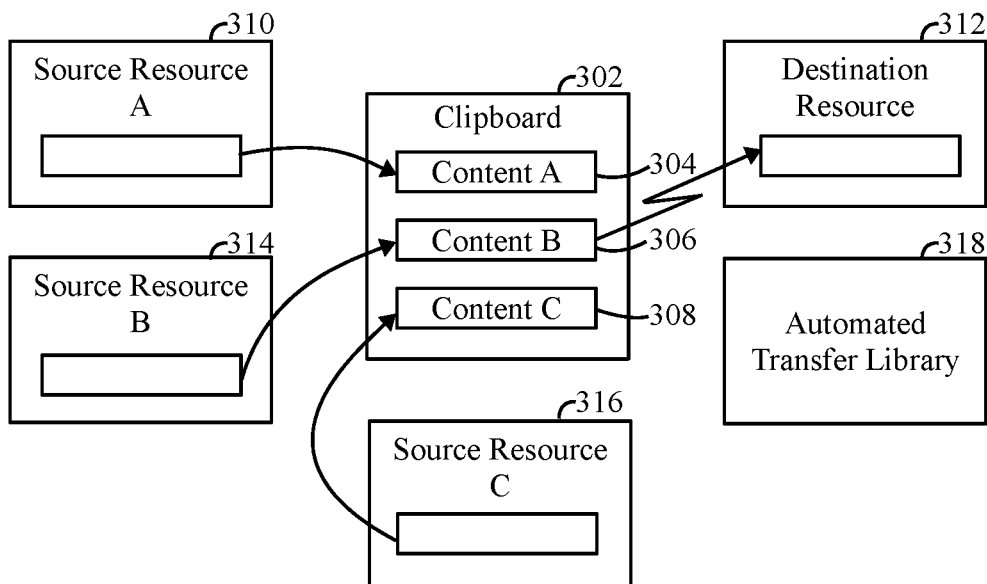 310
Source Resource
A
302
Clipboard
Content A
304
Content B
306
Content C
308
312
Destination
Resource
314
Source Resource
B
316
Source Resource
C
318
Automated
Transfer Library